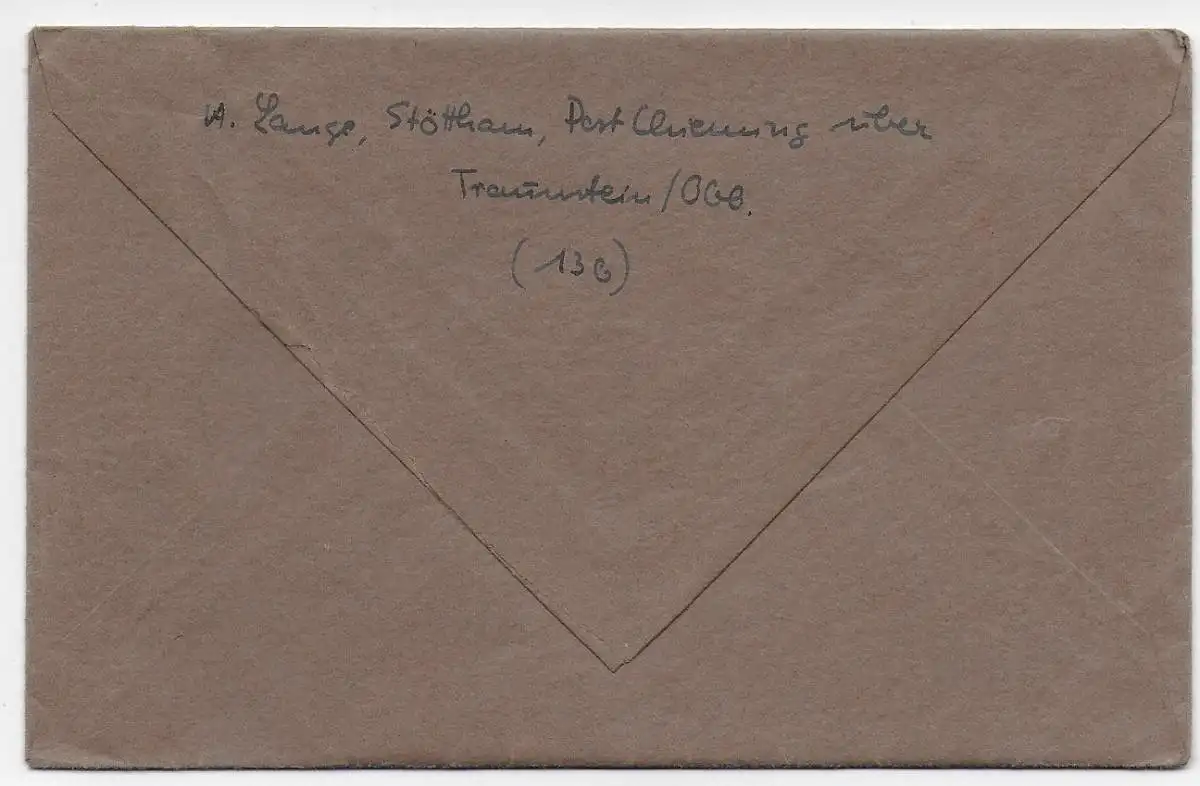 A. Lange, Stöttham, Post Chieming über
Traunstein/Obb.
(13b)